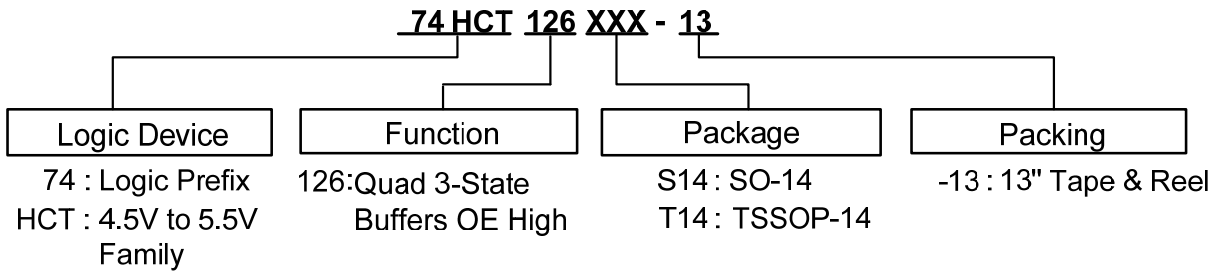 74 HCT 126 XXX - 13
Logic Device
Function
Package
Packing
74 : Logic Prefix
HCT : 4.5V to 5.5V
Family
126: Quad 3-State
Buffers OE High
S14 : SO-14
T14 : TSSOP-14
-13 : 13" Tape & Reel